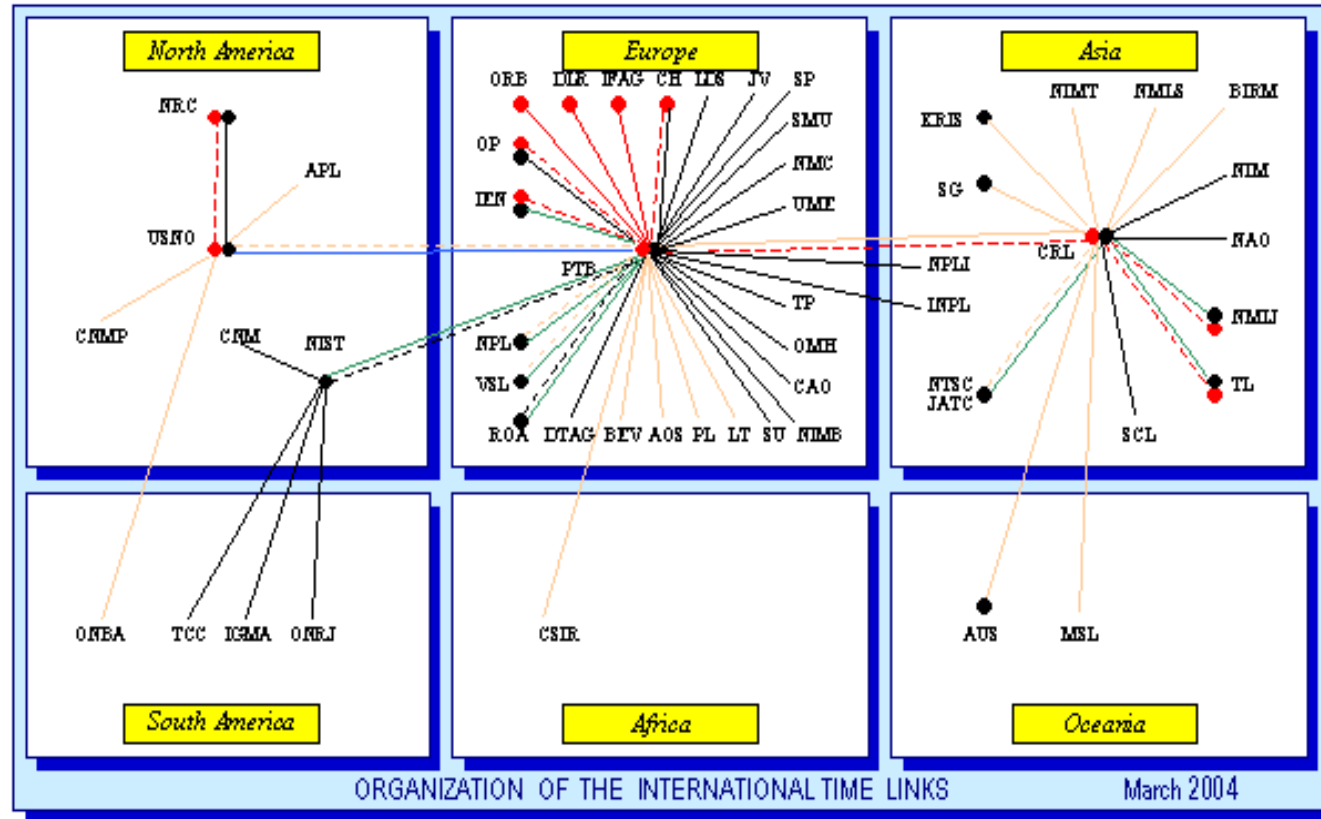 North America
NRC
APL
USNO
CNMP
CNM
NIST
Europe
ORB DLR IFAG CH LDS JV SP
SMU
OP
NMC
IEN
UME
PTB
NPLI
TP
INPL
NPL
OMH
VSL
CAO
ROA DTAG BEV AOS PL LT SU NIMB
Asia
NIMT NMLS BIRM
KRIS
NIM
SG
NAO
CRL
NMIJ
NTSC
JATC
TL
SCL
ONBA TCC IGMA ONRJ
South America
CSIR
Africa
AUS MSL
Oceania
ORGANIZATION OF THE INTERNATIONAL TIME LINKS March 2004